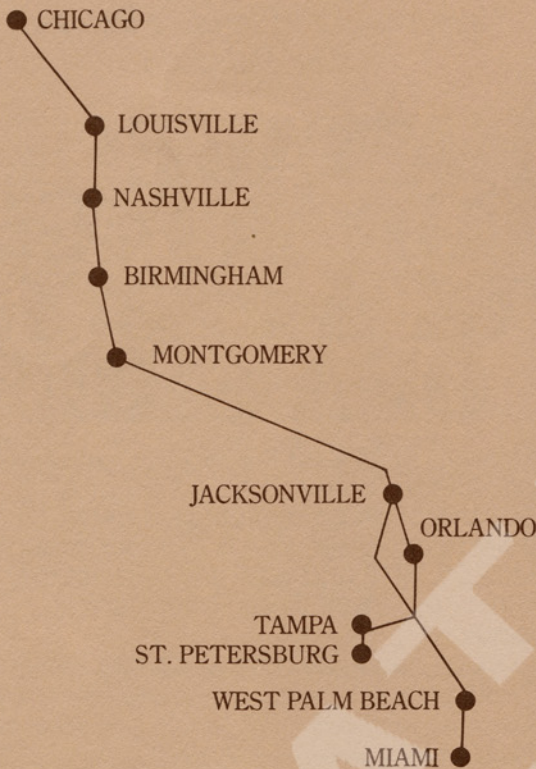 CHICAGO
LOUISVILLE
NASHVILLE
BIRMINGHAM
MONTGOMERY
JACKSONVILLE
ORLANDO
TAMPA
ST. PETERSBURG
WEST PALM BEACH
MIAMI